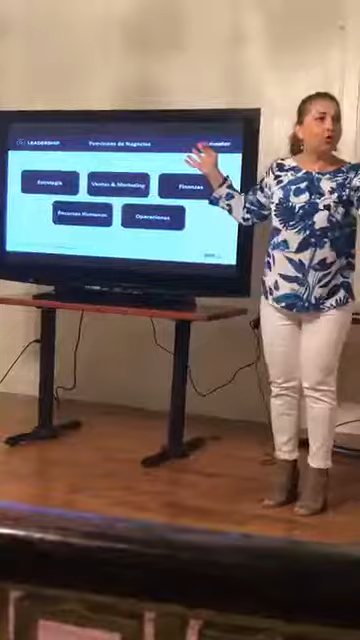 LEADERSHIP
Funciones de Negocios
Estrategia
Ventas & Marketing
Finanzas
Recursos Humanos
Operaciones